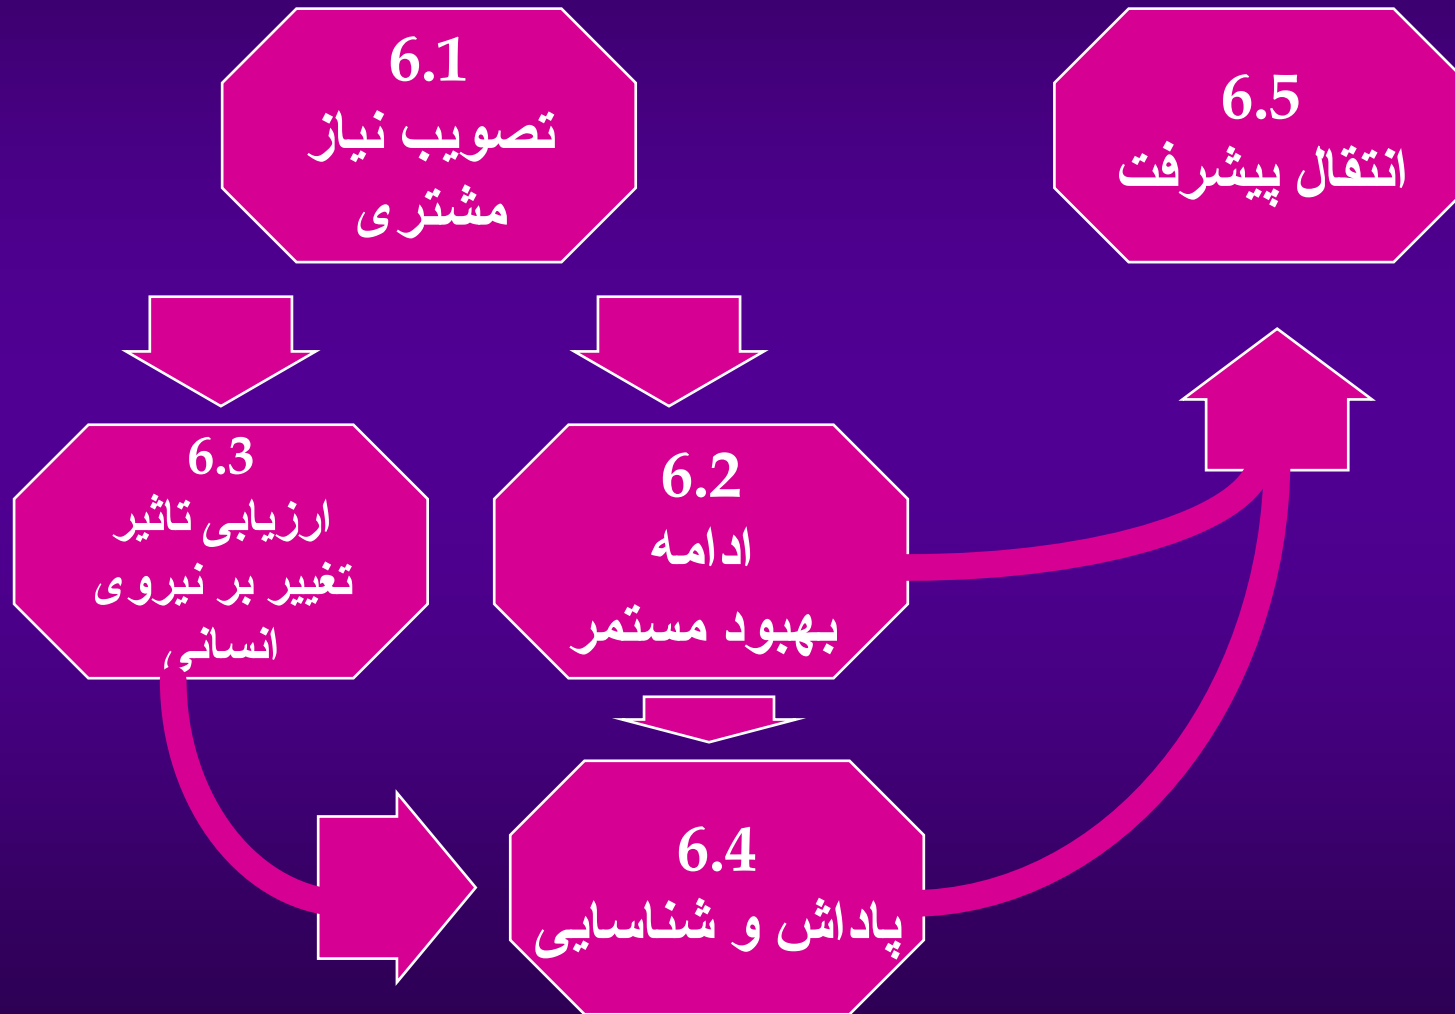 6.1
تصویب نیاز
مشتری
6.5
انتقال پیشرفت
6.3
ارزیابی تاثیر
تغییر بر نیروی
انسانی
6.2
ادامه
بهبود مستمر
6.4
پاداش و شناسایی